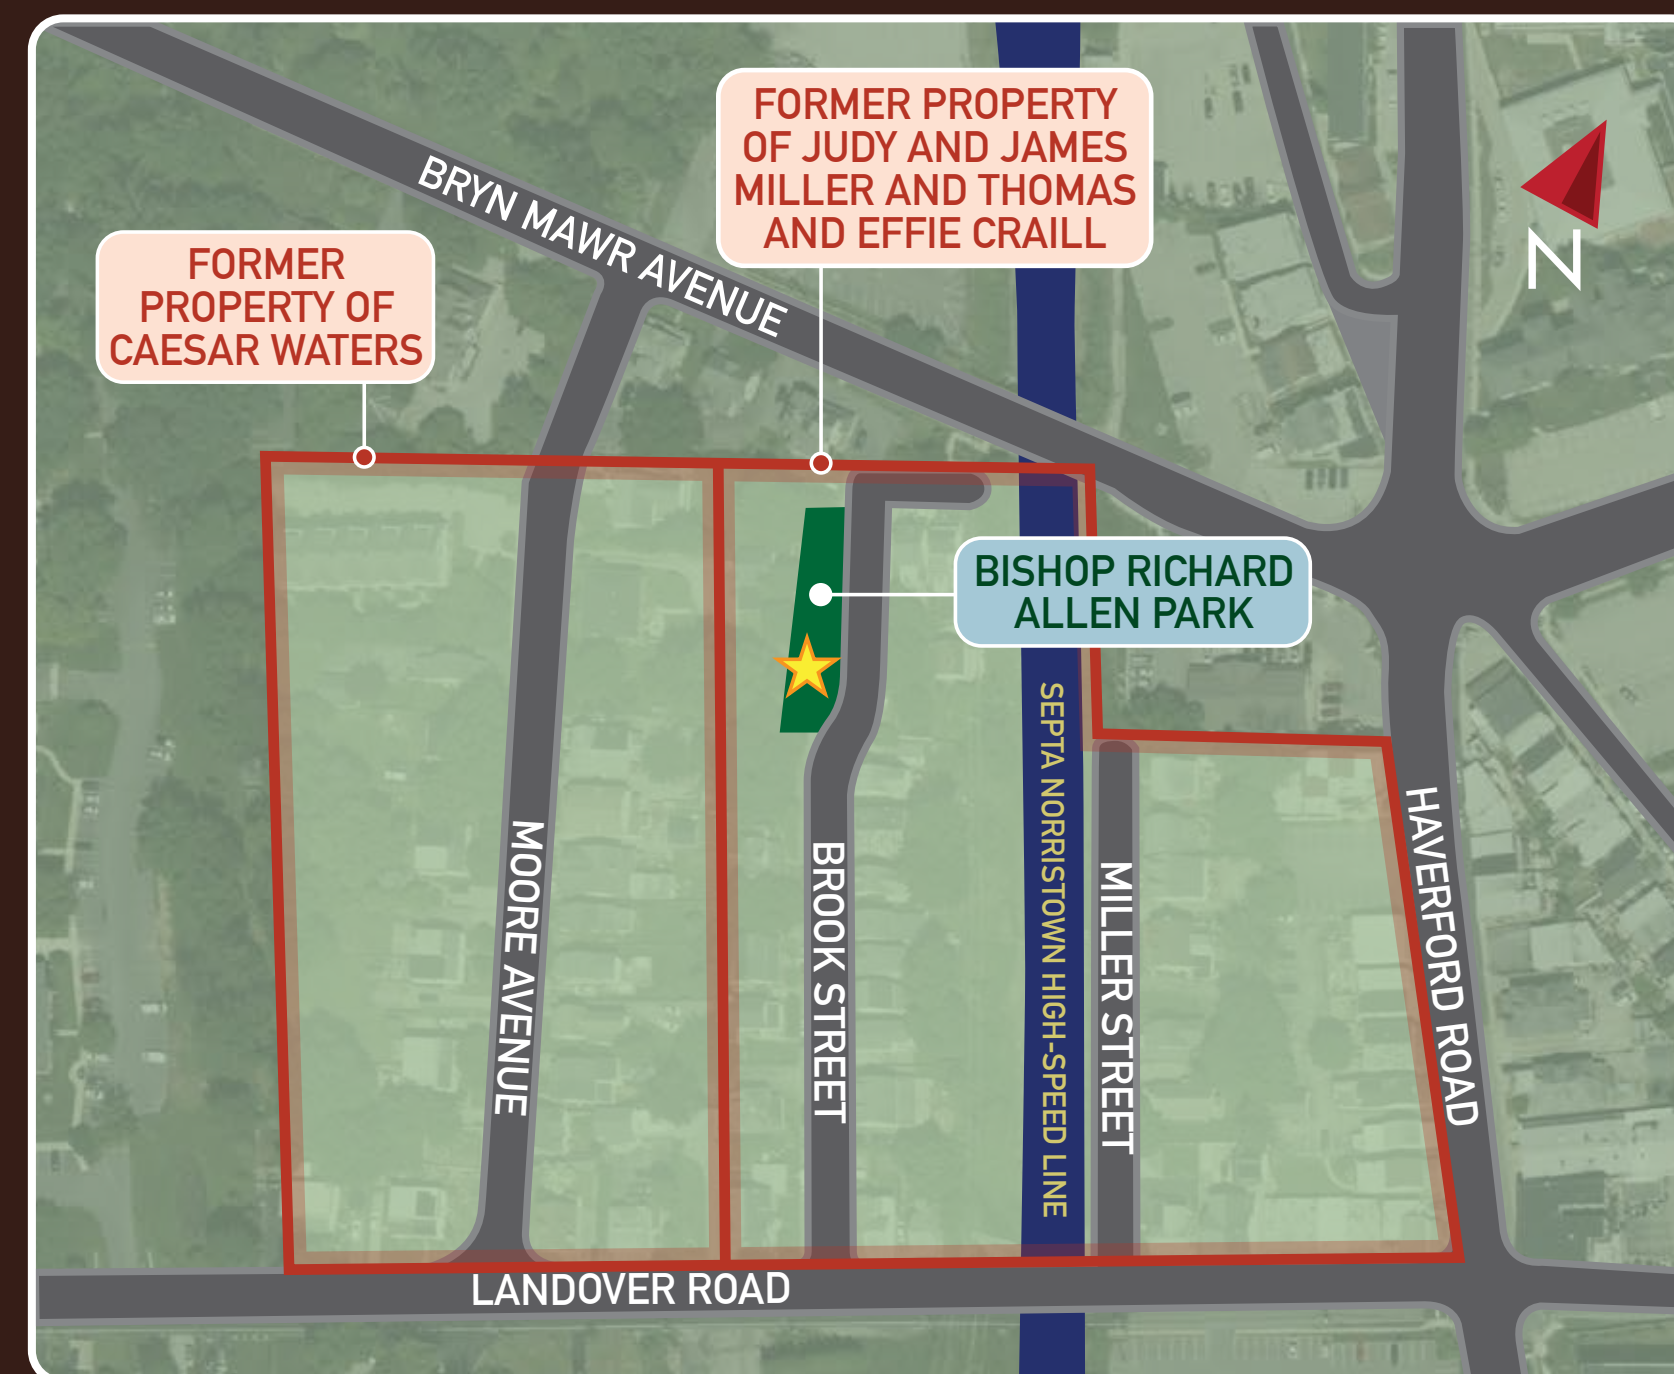 FORMER PROPERTY
OF JUDY AND JAMES
MILLER AND THOMAS
AND EFFIE CRAILL
BRYN MAWR AVENUE
N
FORMER
PROPERTY OF
CAESAR WATERS
BISHOP RICHARD
ALLEN PARK
MOORE AVENUE
BROOK STREET
SEPTA NORRISTOWN HIGH-SPEED LINE
MILLER STREET
HAVERFORD ROAD
LANDOVER ROAD